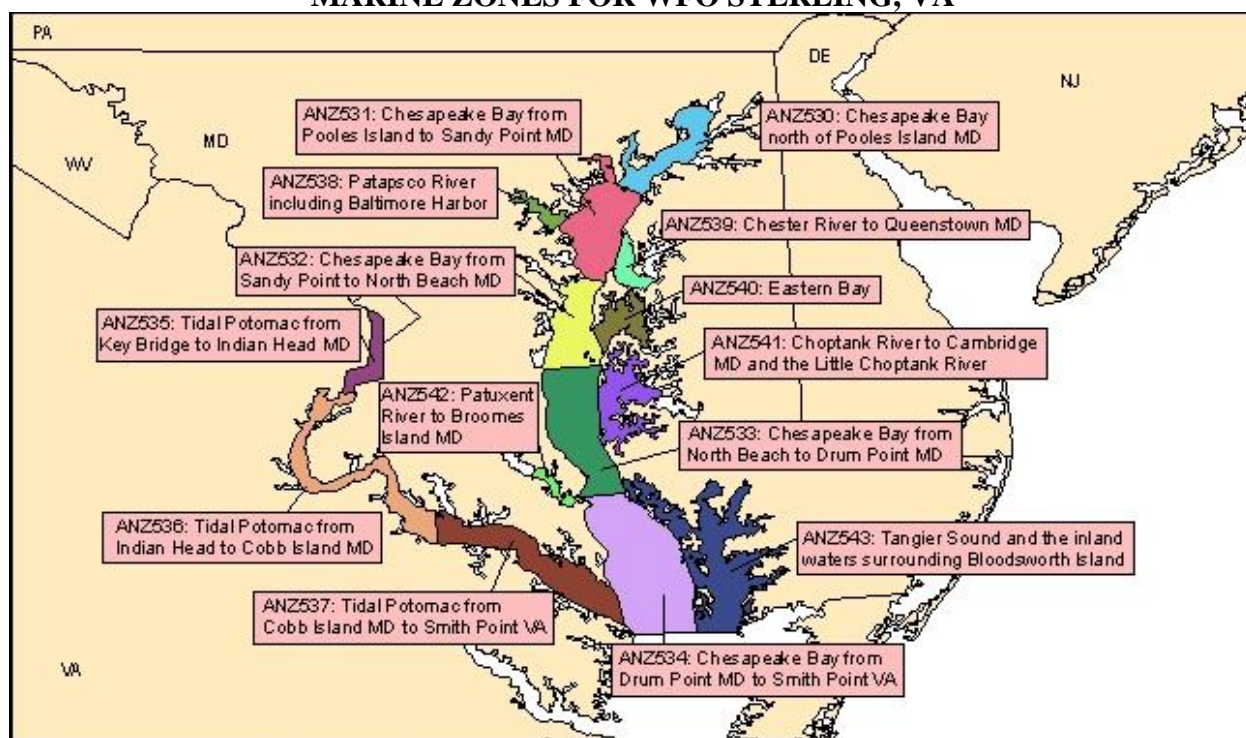 MARINE ZONES FOR WFO STERLING, VA
PA
DE
NJ
MD
WV
ANZ531: Chesapeake Bay from
Pooles Island to Sandy Point MD
ANZ530: Chesapeake Bay
north of Pooles Island MD
ANZ538: Patapsco River
including Baltimore Harbor
ANZ539: Chester River to Queenstown MD
ANZ532: Chesapeake Bay from
Sandy Point to North Beach MD
ANZ540: Eastern Bay
ANZ535: Tidal Potomac from
Key Bridge to Indian Head MD
ANZ541: Choptank River to Cambridge
MD and the Little Choptank River
ANZ542: Patuxent
River to Broomes
Island MD
ANZ533: Chesapeake Bay from
North Beach to Drum Point MD
ANZ536: Tidal Potomac from
Indian Head to Cobb Island MD
ANZ543: Tangier Sound and the inland
waters surrounding Bloodsworth Island
ANZ537: Tidal Potomac from
Cobb Island MD to Smith Point VA
ANZ534: Chesapeake Bay from
Drum Point MD to Smith Point VA
VA